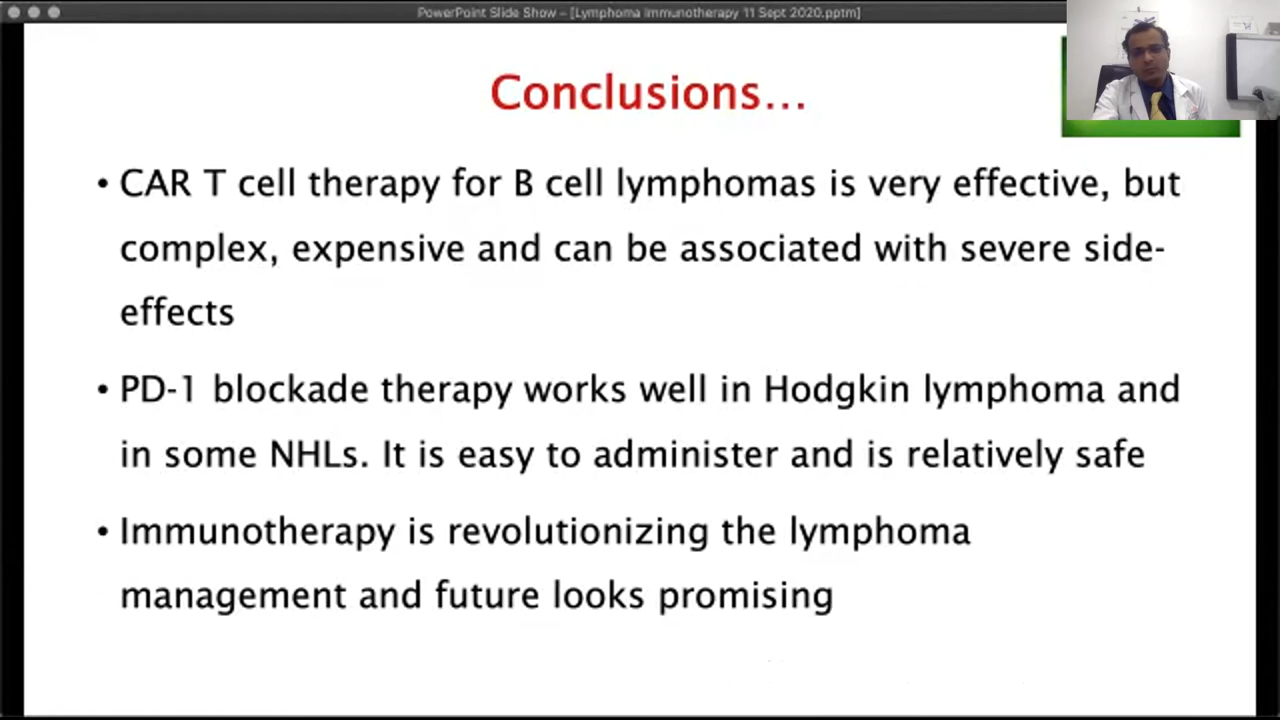 PowerPoint Slide Show – [Lymphoma Immunotherapy 11 Sept 2020.pptm]
Conclusions...
• CAR T cell therapy for B cell lymphomas is very effective, but
complex, expensive and can be associated with severe side-
effects
• PD-1 blockade therapy works well in Hodgkin lymphoma and
in some NHLs. It is easy to administer and is relatively safe
• Immunotherapy is revolutionizing the lymphoma
management and future looks promising